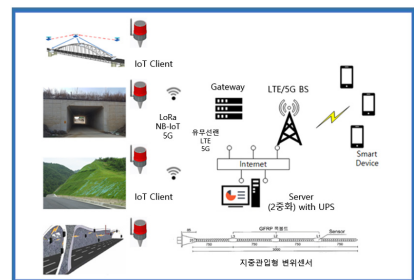 IoT Client
Gateway
LTE/5G BS
LoRa
NB-IoT
5G
유무선랜
LTE
5G
Internet
Smart
Device
IoT Client
Server
(2중화) with UPS
Sensor
지중관입형 변위센서